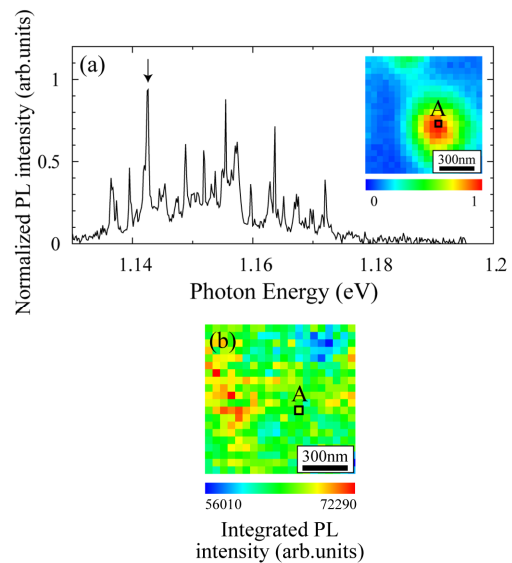 (a)
Normalized PL intensity (arb.units)
1
0.5
0
A
300nm
0 1
1.14 1.16 1.18 1.2
Photon Energy (eV)
(b)
A
300nm
56010 72290
Integrated PL
intensity (arb.units)